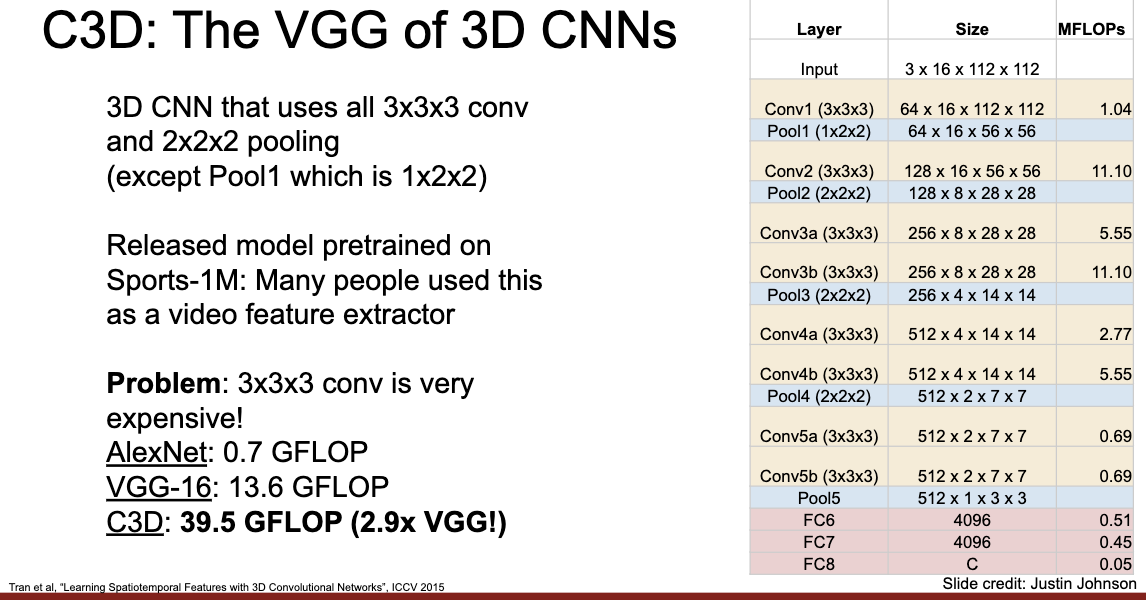 C3D: The VGG of 3D CNNs
3D CNN that uses all 3x3x3 conv
and 2x2x2 pooling
(except Pool1 which is 1x2x2)
Released model pretrained on
Sports-1M: Many people used this
as a video feature extractor
Problem: 3x3x3 conv is very
expensive!
AlexNet: 0.7 GFLOP
VGG-16: 13.6 GFLOP
C3D: 39.5 GFLOP (2.9x VGG!)
Layer Size MFLOPs
Input 3 x 16 x 112 x 112
Conv1 (3x3x3) 64 x 16 x 112 x 112 1.04
Pool1 (1x2x2) 64 x 16 x 56 x 56
Conv2 (3x3x3) 128 x 16 x 56 x 56 11.10
Pool2 (2x2x2) 128 x 8 x 28 x 28
Conv3a (3x3x3) 256 x 8 x 28 x 28 5.55
Conv3b (3x3x3) 256 x 8 x 28 x 28 11.10
Pool3 (2x2x2) 256 x 4 x 14 x 14
Conv4a (3x3x3) 512 x 4 x 14 x 14 2.77
Conv4b (3x3x3) 512 x 4 x 14 x 14 5.55
Pool4 (2x2x2) 512 x 2 x 7 x 7
Conv5a (3x3x3) 512 x 2 x 7 x 7 0.69
Conv5b (3x3x3) 512 x 2 x 7 x 7 0.69
Pool5 512 x 1 x 3 x 3
FC6 4096 0.51
FC7 4096 0.45
FC8 C 0.05
Tran et al, "Learning Spatiotemporal Features with 3D Convolutional Networks", ICCV 2015
Slide credit: Justin Johnson